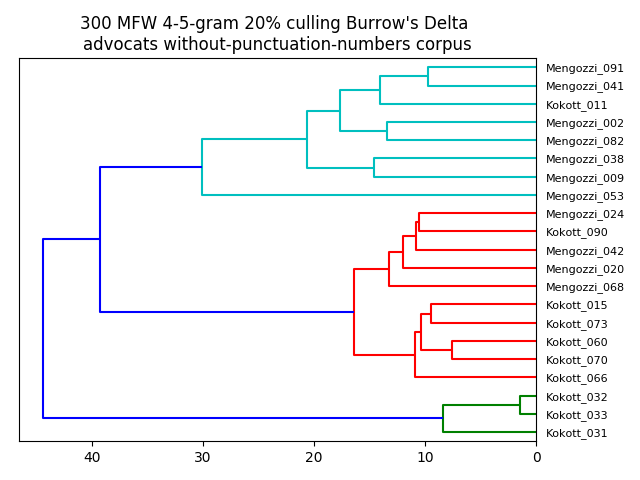 300 MFW 4-5-gram 20% culling Burrow's Delta
advocats without-punctuation-numbers corpus
Mengozzi_091
Mengozzi_041
Kokott_011
Mengozzi_002
Mengozzi_082
Mengozzi_038
Mengozzi_009
Mengozzi_053
Mengozzi_024
Kokott_090
Mengozzi_042
Mengozzi_020
Mengozzi_068
Kokott_015
Kokott_073
Kokott_060
Kokott_070
Kokott_066
Kokott_032
Kokott_033
Kokott_031
40 30 20 10 0